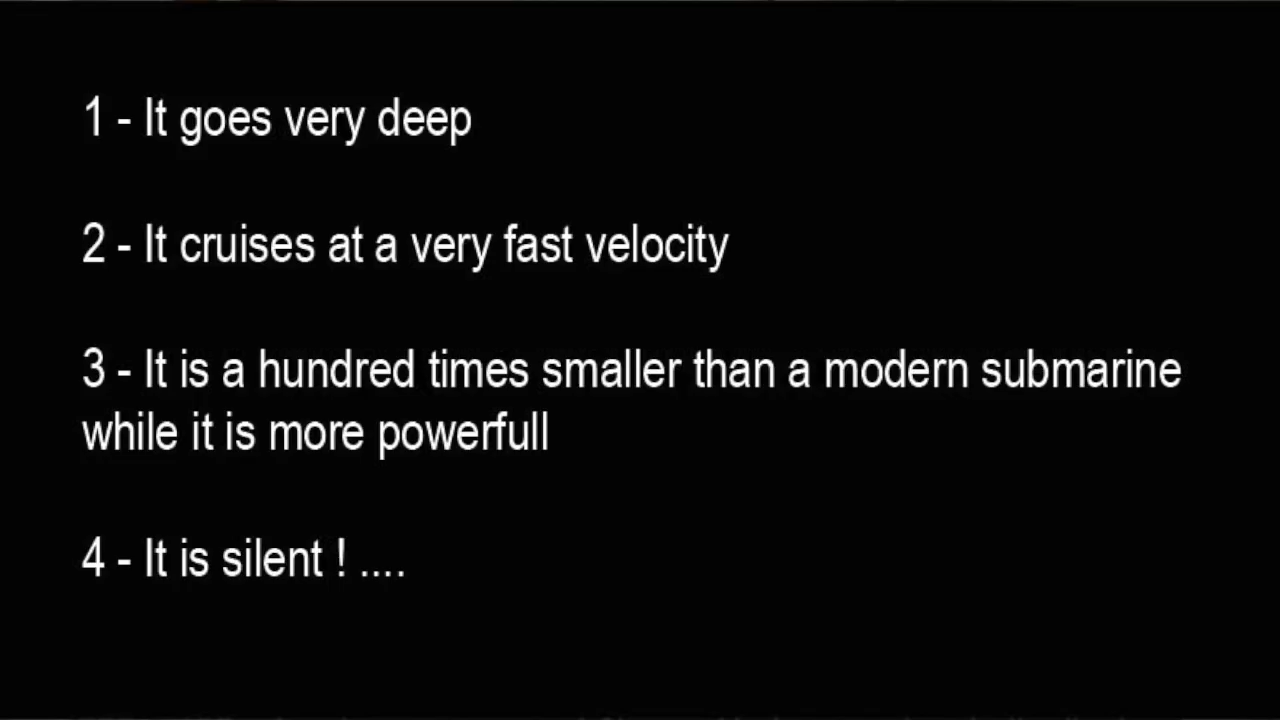 1 - It goes very deep
2 - It cruises at a very fast velocity
3 - It is a hundred times smaller than a modern submarine
while it is more powerfull
4 - It is silent ! ....